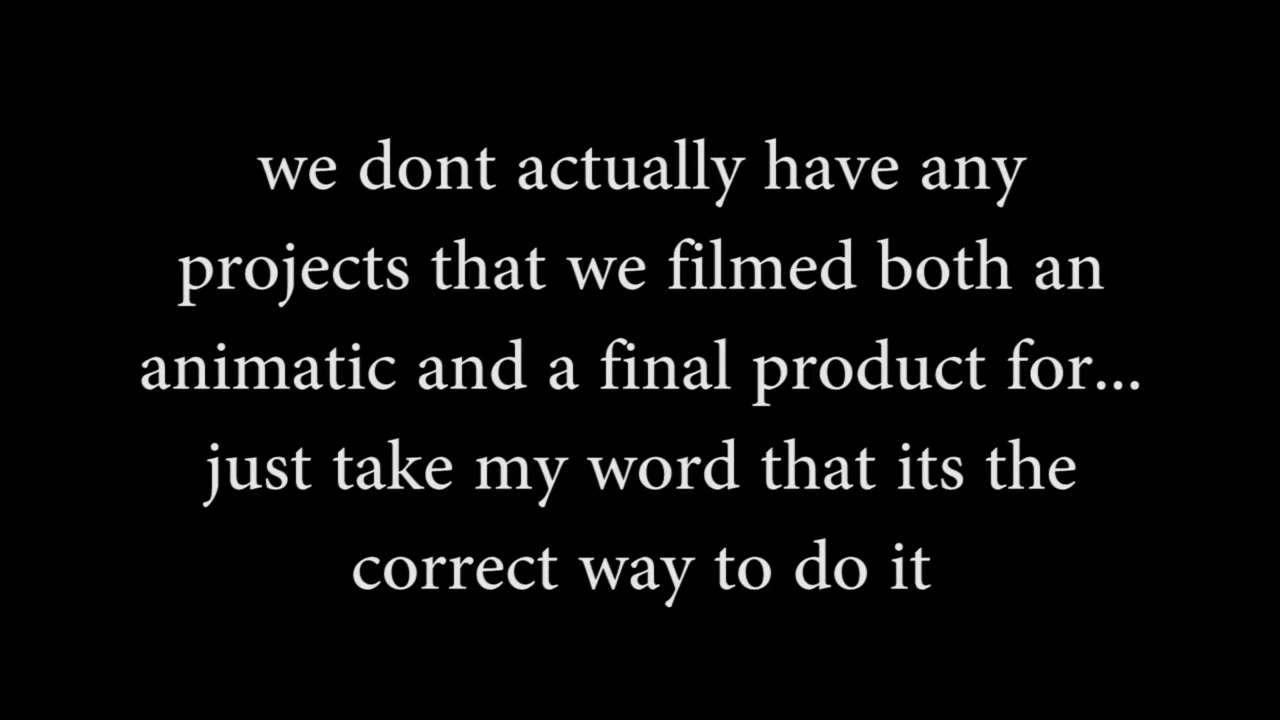 we dont actually have any
projects that we filmed both an
animatic and a final product for...
just take my word that its the
correct way to do it